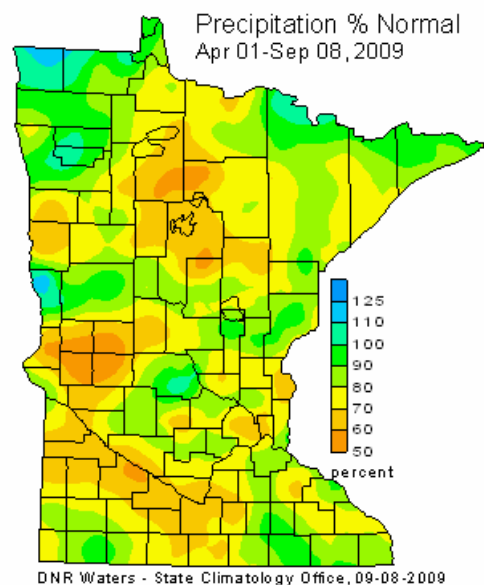 Precipitation % Normal
Apr 01-Sep 08, 2009
125
110
100
90
80
70
60
50
percent
DNR Waters - State Climatology Office, 09-08-2009